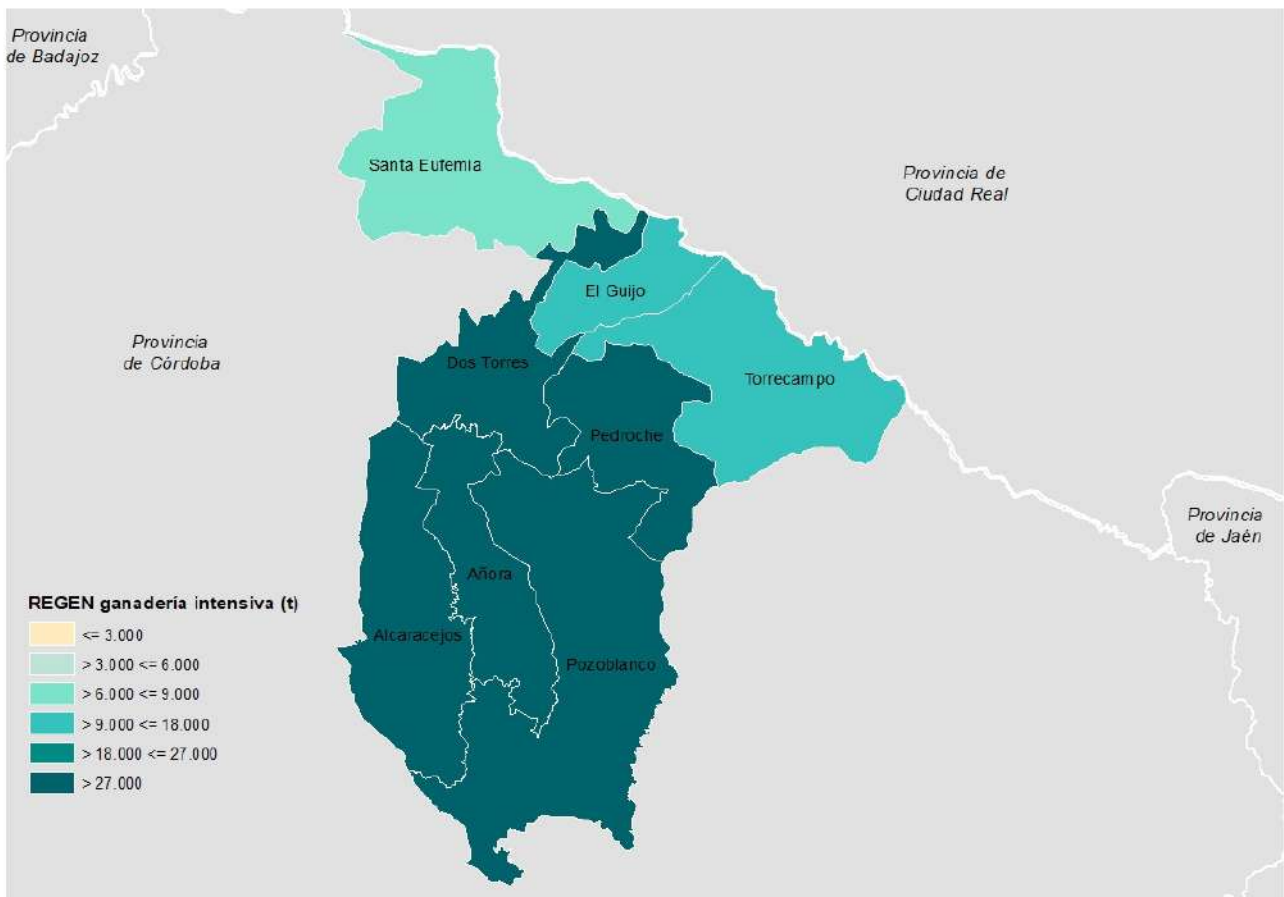 Provincia
de Badajoz
Santa Eufemia
Provincia de
Ciudad Real
El Guijo
Provincia
de Córdoba
Dos Torres
Torrecampo
Pedroche
Provincia
de Jaén
Añora
REGEN ganadería intensiva (t)
<= 3.000
> 3.000 <= 6.000
>6.000 <= 9.000
>9.000 <= 18.000
> 18.000 <= 27.000
> 27.000
Alcaracejos
Pozoblanco